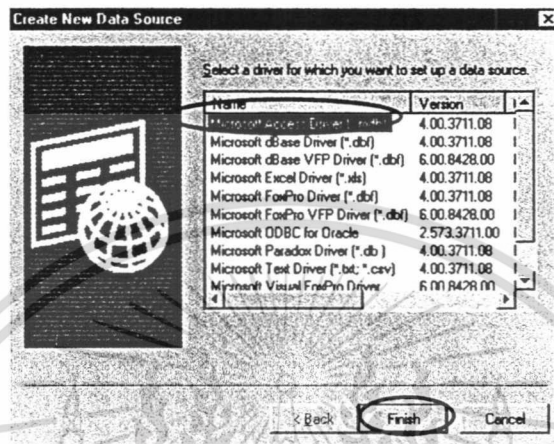 Create New Data Source
Select a driver for which you want to set up a data source.
Name Version
Microsoft Access Driver (*.mdb) 4.00.3711.08
Microsoft dBase Driver (*.dbf) 4.00.3711.08
Microsoft dBase VFP Driver (*.dbf) 6.00.8428.00
Microsoft Excel Driver (*.xls) 4.00.3711.08
Microsoft FoxPro Driver (*.dbf) 4.00.3711.08
Microsoft FoxPro VFP Driver (*.dbf) 6.00.8428.00
Microsoft ODBC for Oracle 2.573.3711.00
Microsoft Paradox Driver (*.db ) 4.00.3711.08
Microsoft Text Driver (*.txt; *.csv) 4.00.3711.08
Microsoft Visual FoxPro Driver 6.00.8428.00
< Back Finish Cancel